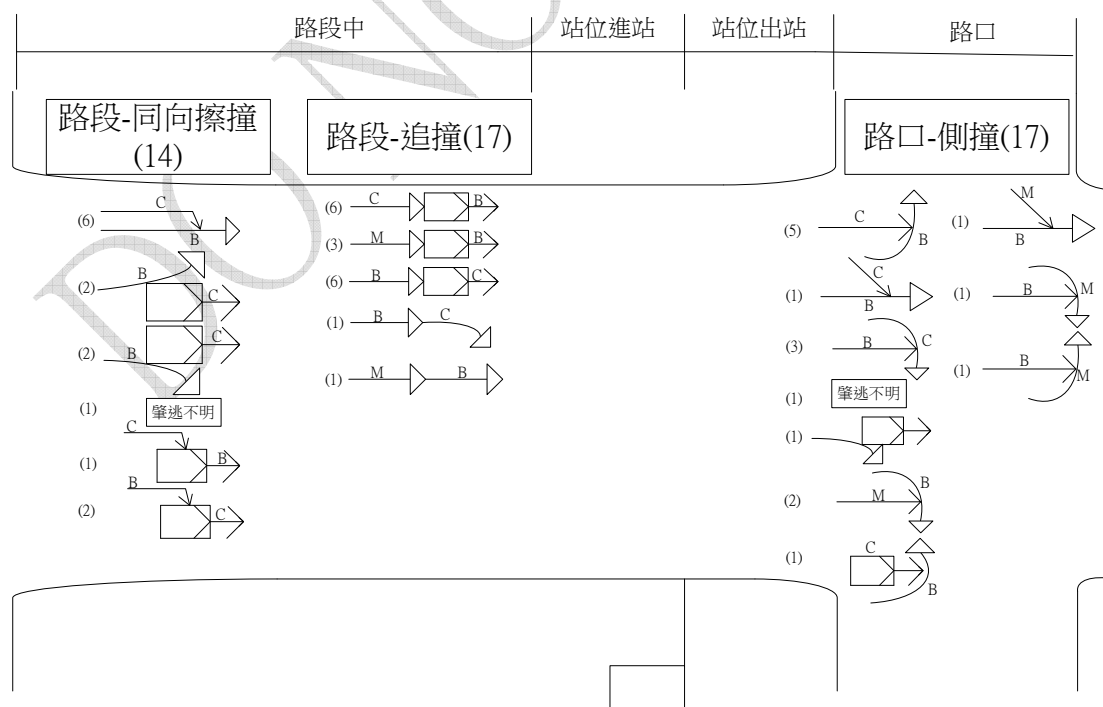 路段中
站位進站
站位出站
路口
路段-同向擦撞
(14)
路段-追撞(17)
路口-側撞(17)
(6) C B
(2) B C
(2) B C
(1) 肇逃不明
(1) C B
(2) B C
(6) C B
(3) M B
(6) B C
(1) B C
(1) M B
(5) C B
(1) C B
(3) B C
(1) 肇逃不明
(1)
(2) M B
(1) C B
(1) M B
(1) B M
(1) B M